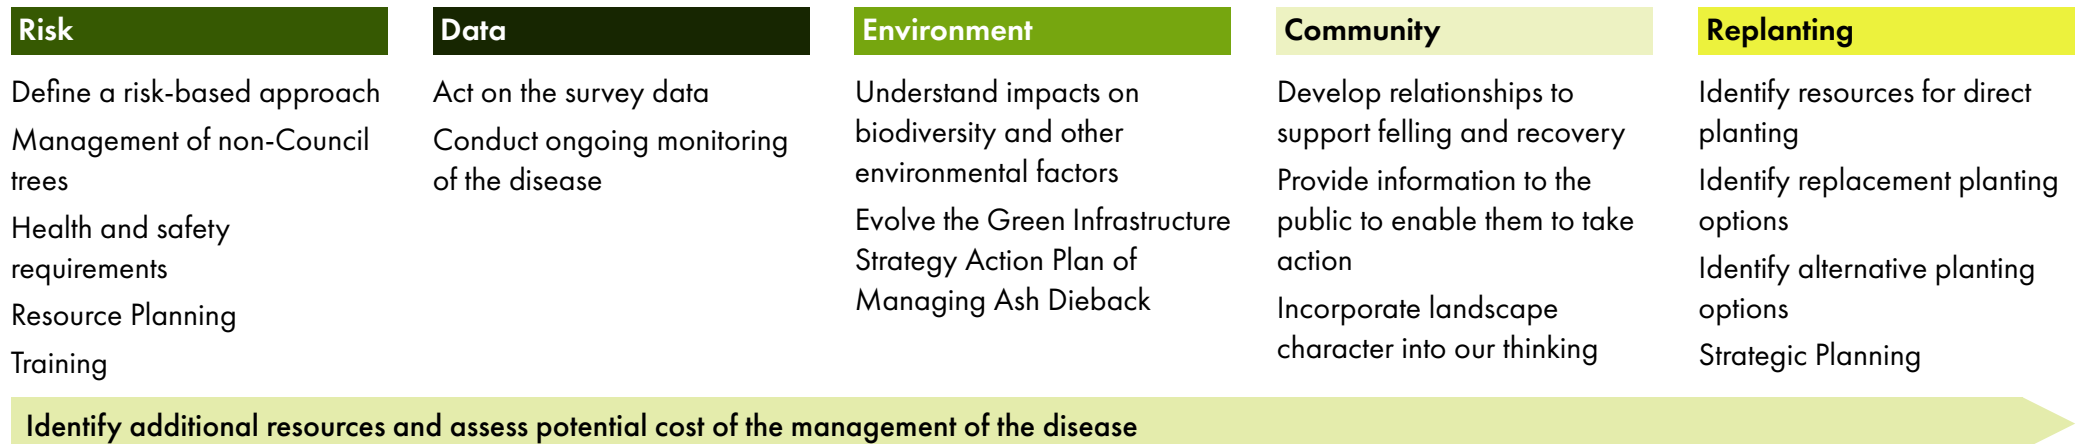 Risk
Define a risk-based approach
Management of non-Council
trees
Health and safety
requirements
Resource Planning
Training
Data
Act on the survey data
Conduct ongoing monitoring
of the disease
Environment
Understand impacts on
biodiversity and other
environmental factors
Evolve the Green Infrastructure
Strategy Action Plan of
Managing Ash Dieback
Community
Develop relationships to
support felling and recovery
Provide information to the
public to enable them to take
action
Incorporate landscape
character into our thinking
Replanting
Identify resources for direct
planting
Identify replacement planting
options
Identify alternative planting
options
Strategic Planning
Identify additional resources and assess potential cost of the management of the disease